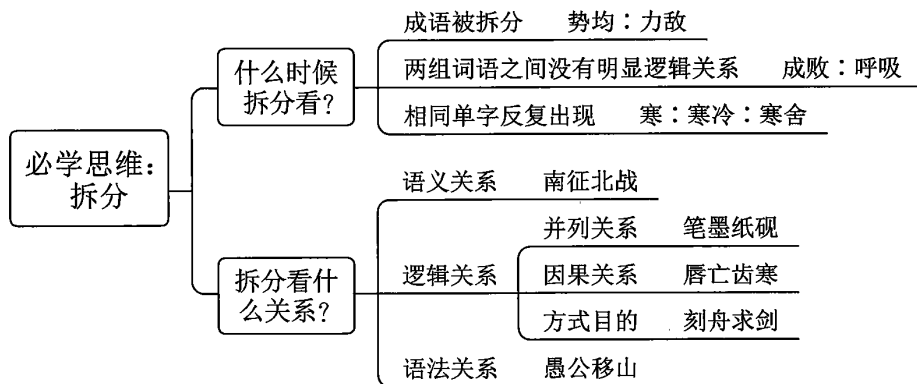 必学思维：
拆分
什么时候
拆分看？
成语被拆分 势均：力敌
两组词语之间没有明显逻辑关系 成败：呼吸
相同单字反复出现 寒：寒冷：寒舍
拆分看什
么关系？
语义关系 南征北战
逻辑关系
并列关系 笔墨纸砚
因果关系 唇亡齿寒
方式目的 刻舟求剑
语法关系 愚公移山